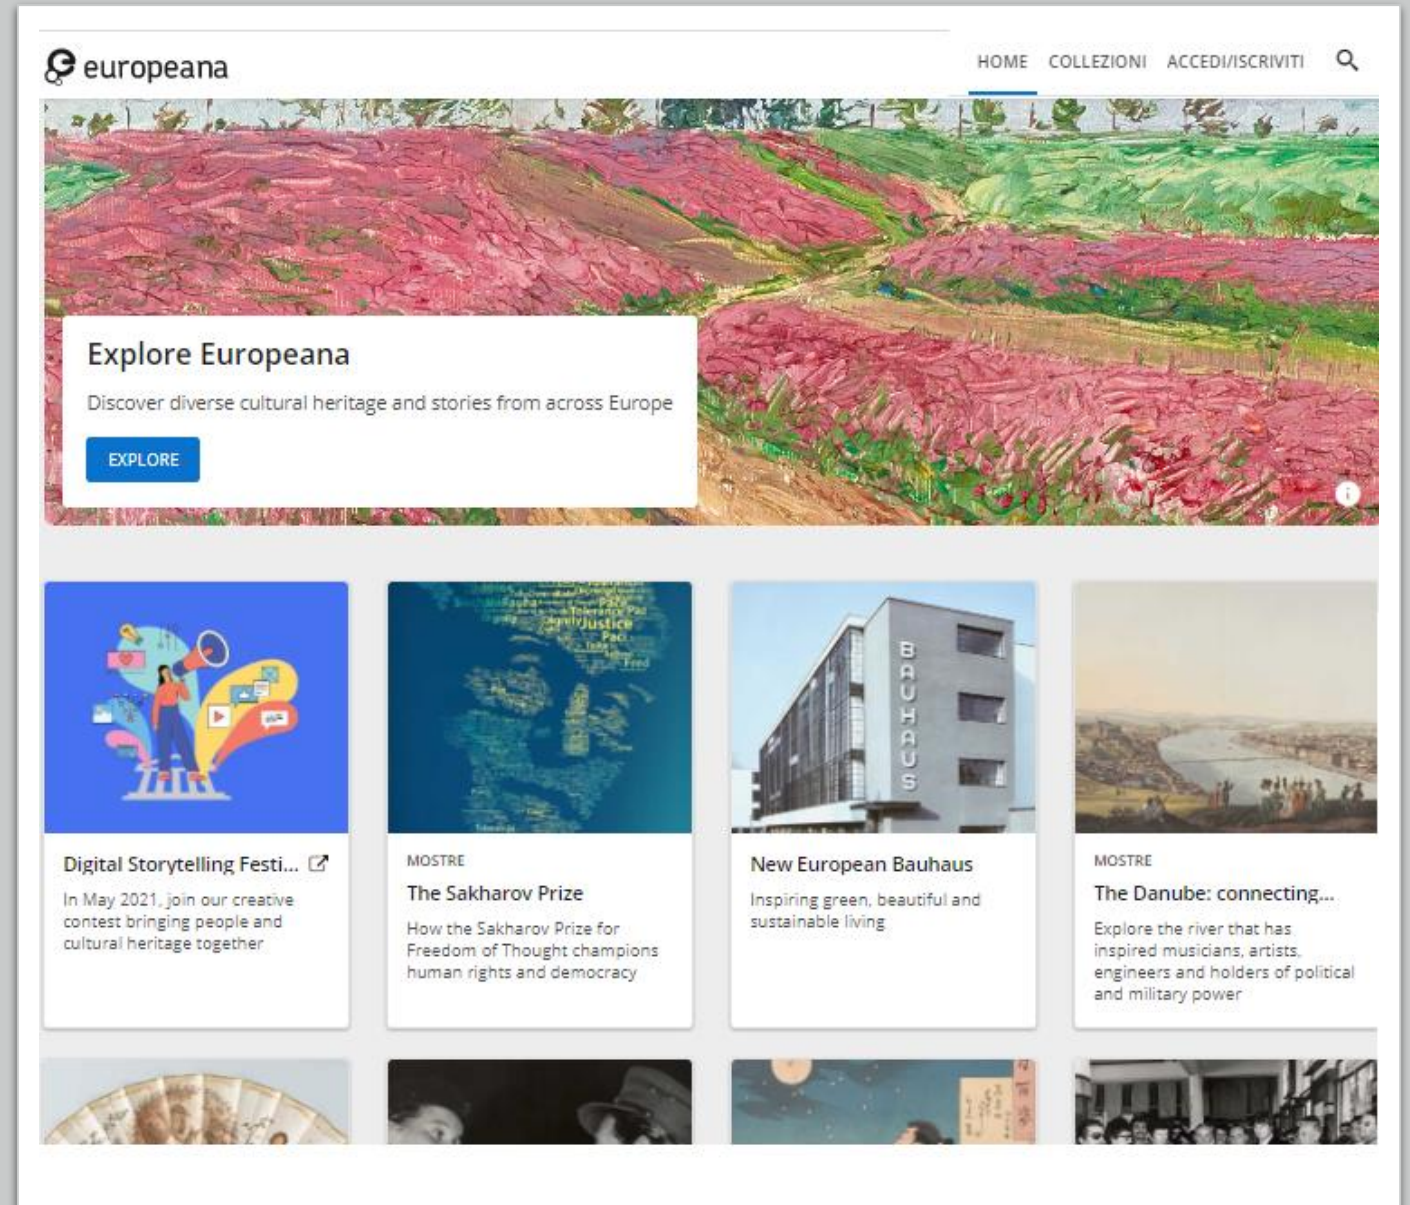 europeana
HOME COLLEZIONI ACCEDI/ISCRIVITI
Explore Europeana
Discover diverse cultural heritage and stories from across Europe
EXPLORE
Tolerance Paz
Justice
Paci
BAUHAUS
Digital Storytelling Festi...
In May 2021, join our creative
contest bringing people and
cultural heritage together
MOSTRE
The Sakharov Prize
How the Sakharov Prize for
Freedom of Thought champions
human rights and democracy
New European Bauhaus
Inspiring green, beautiful and
sustainable living
MOSTRE
The Danube: connecting...
Explore the river that has
inspired musicians, artists,
engineers and holders of political
and military power